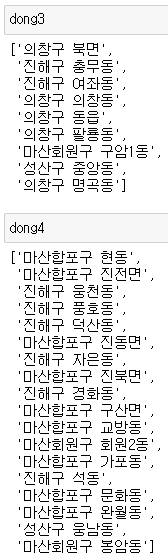 dong3
['의창구 북면',
'진해구 충무동',
'진해구 여좌동',
'의창구 의창동',
'의창구 동읍',
'의창구 팔룡동',
'마산회원구 구암1동',
'성산구 중앙동',
'의창구 명곡동']
dong4
['마산합포구 현동',
'마산합포구 진전면',
'진해구 웅천동',
'진해구 풍호동',
'진해구 덕산동',
'마산합포구 진동면',
'진해구 자은동',
'마산합포구 진북면',
'진해구 경화동',
'마산합포구 구산면',
'마산합포구 교방동',
'마산회원구 회원2동',
'마산합포구 가포동',
'진해구 석동',
'마산합포구 문화동',
'마산합포구 완월동',
'성산구 웅남동',
'마산회원구 봉암동']